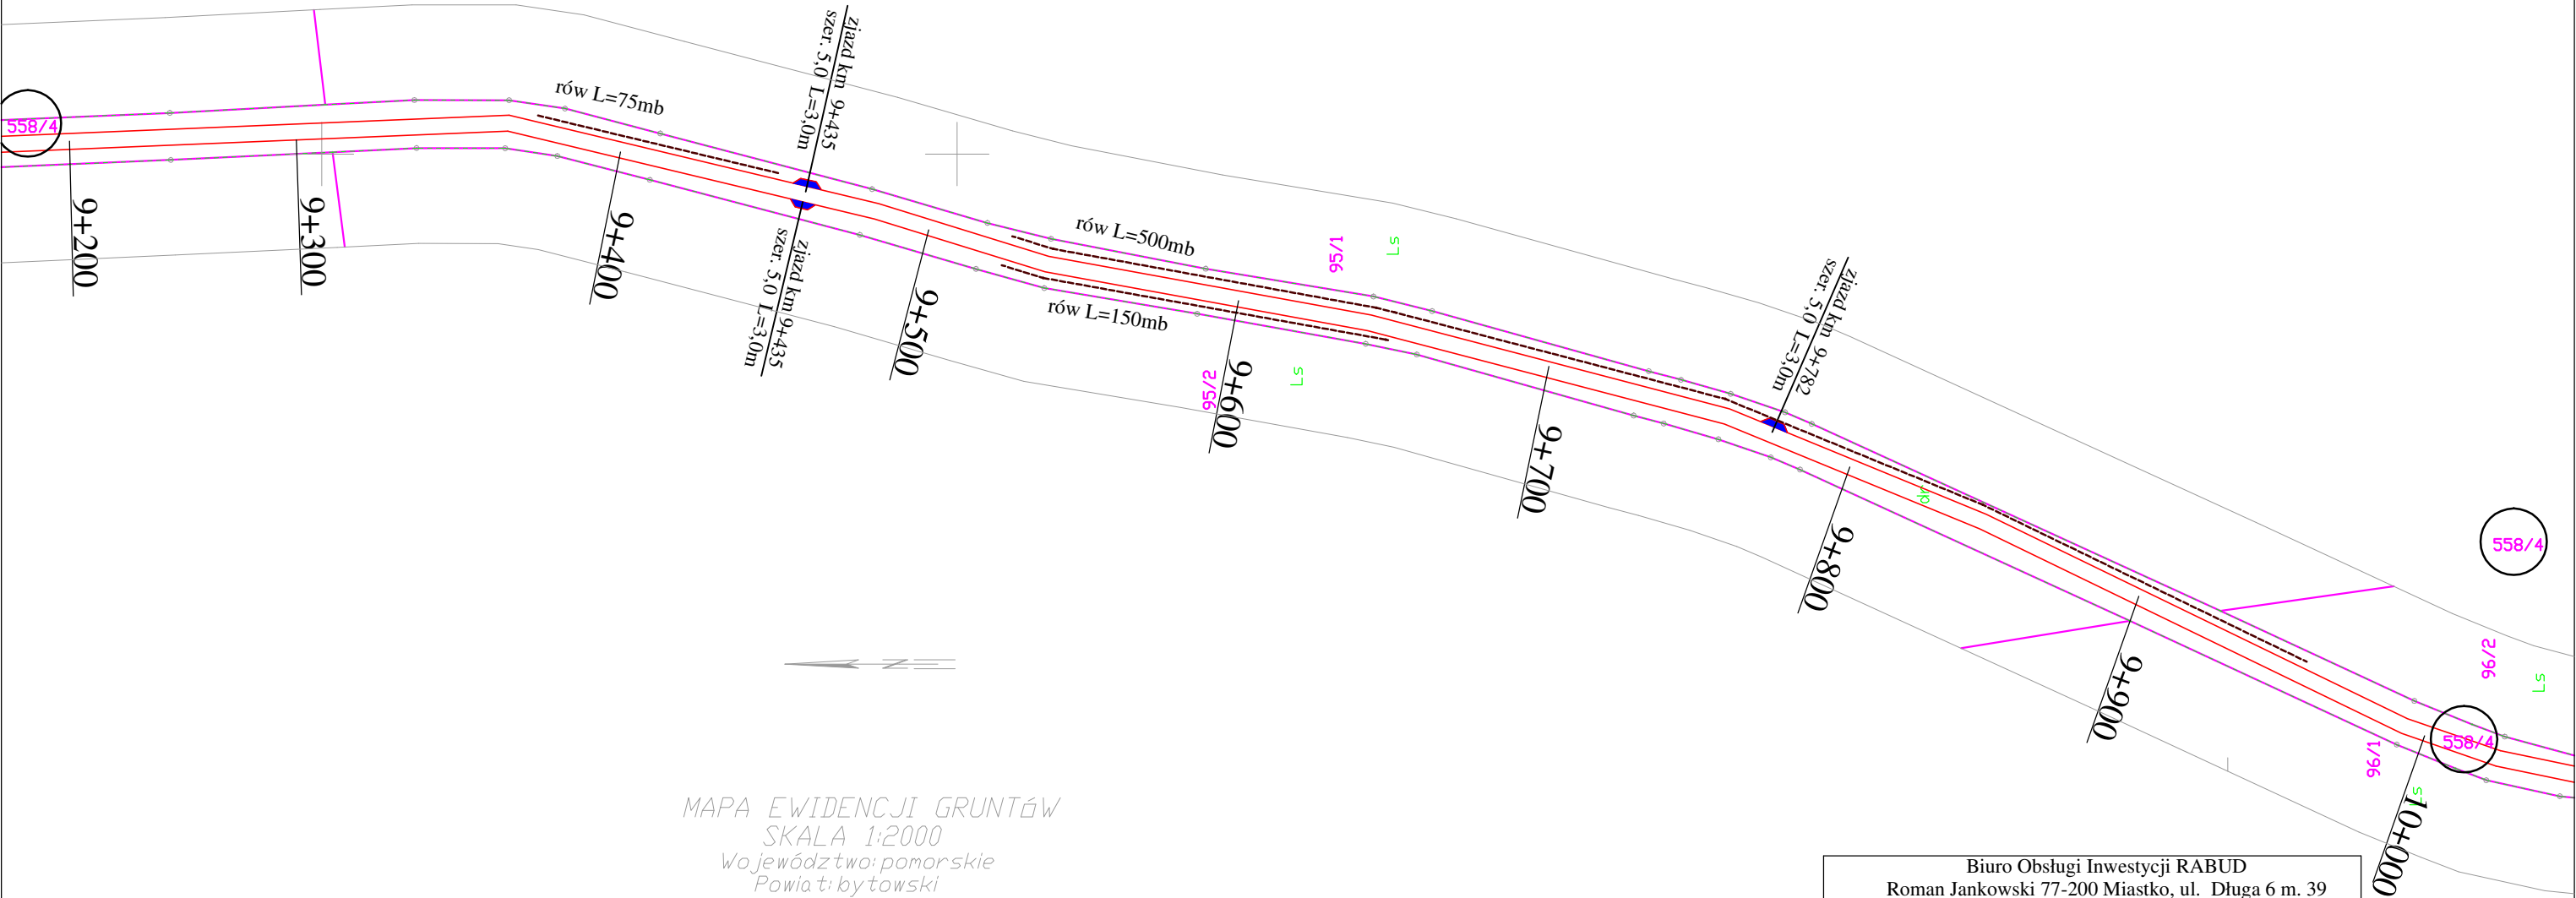 558/4
rów L=75mb
zjazd km 9+435
szer. 5,0 L=3,0m
9+200
9+300
9+400
zjazd km 9+435
szer. 5,0 L=3,0m
9+500
rów L=500mb
rów L=150mb
95/1
Ls
95/2
Ls
9+600
zjazd km 9+782
szer. 5,0 L=3,0m
9+700
dr
9+800
558/4
9+900
96/2
Ls
558/4
96/1
Ls
10+000
N
MAPA EWIDENCJI GRUNTóW
SKALA 1:2000
Województwo:pomorskie
Powiat:bytowski
Biuro Obsługi Inwestycji RABUD
Roman Jankowski 77-200 Miastko, ul. Długa 6 m. 39